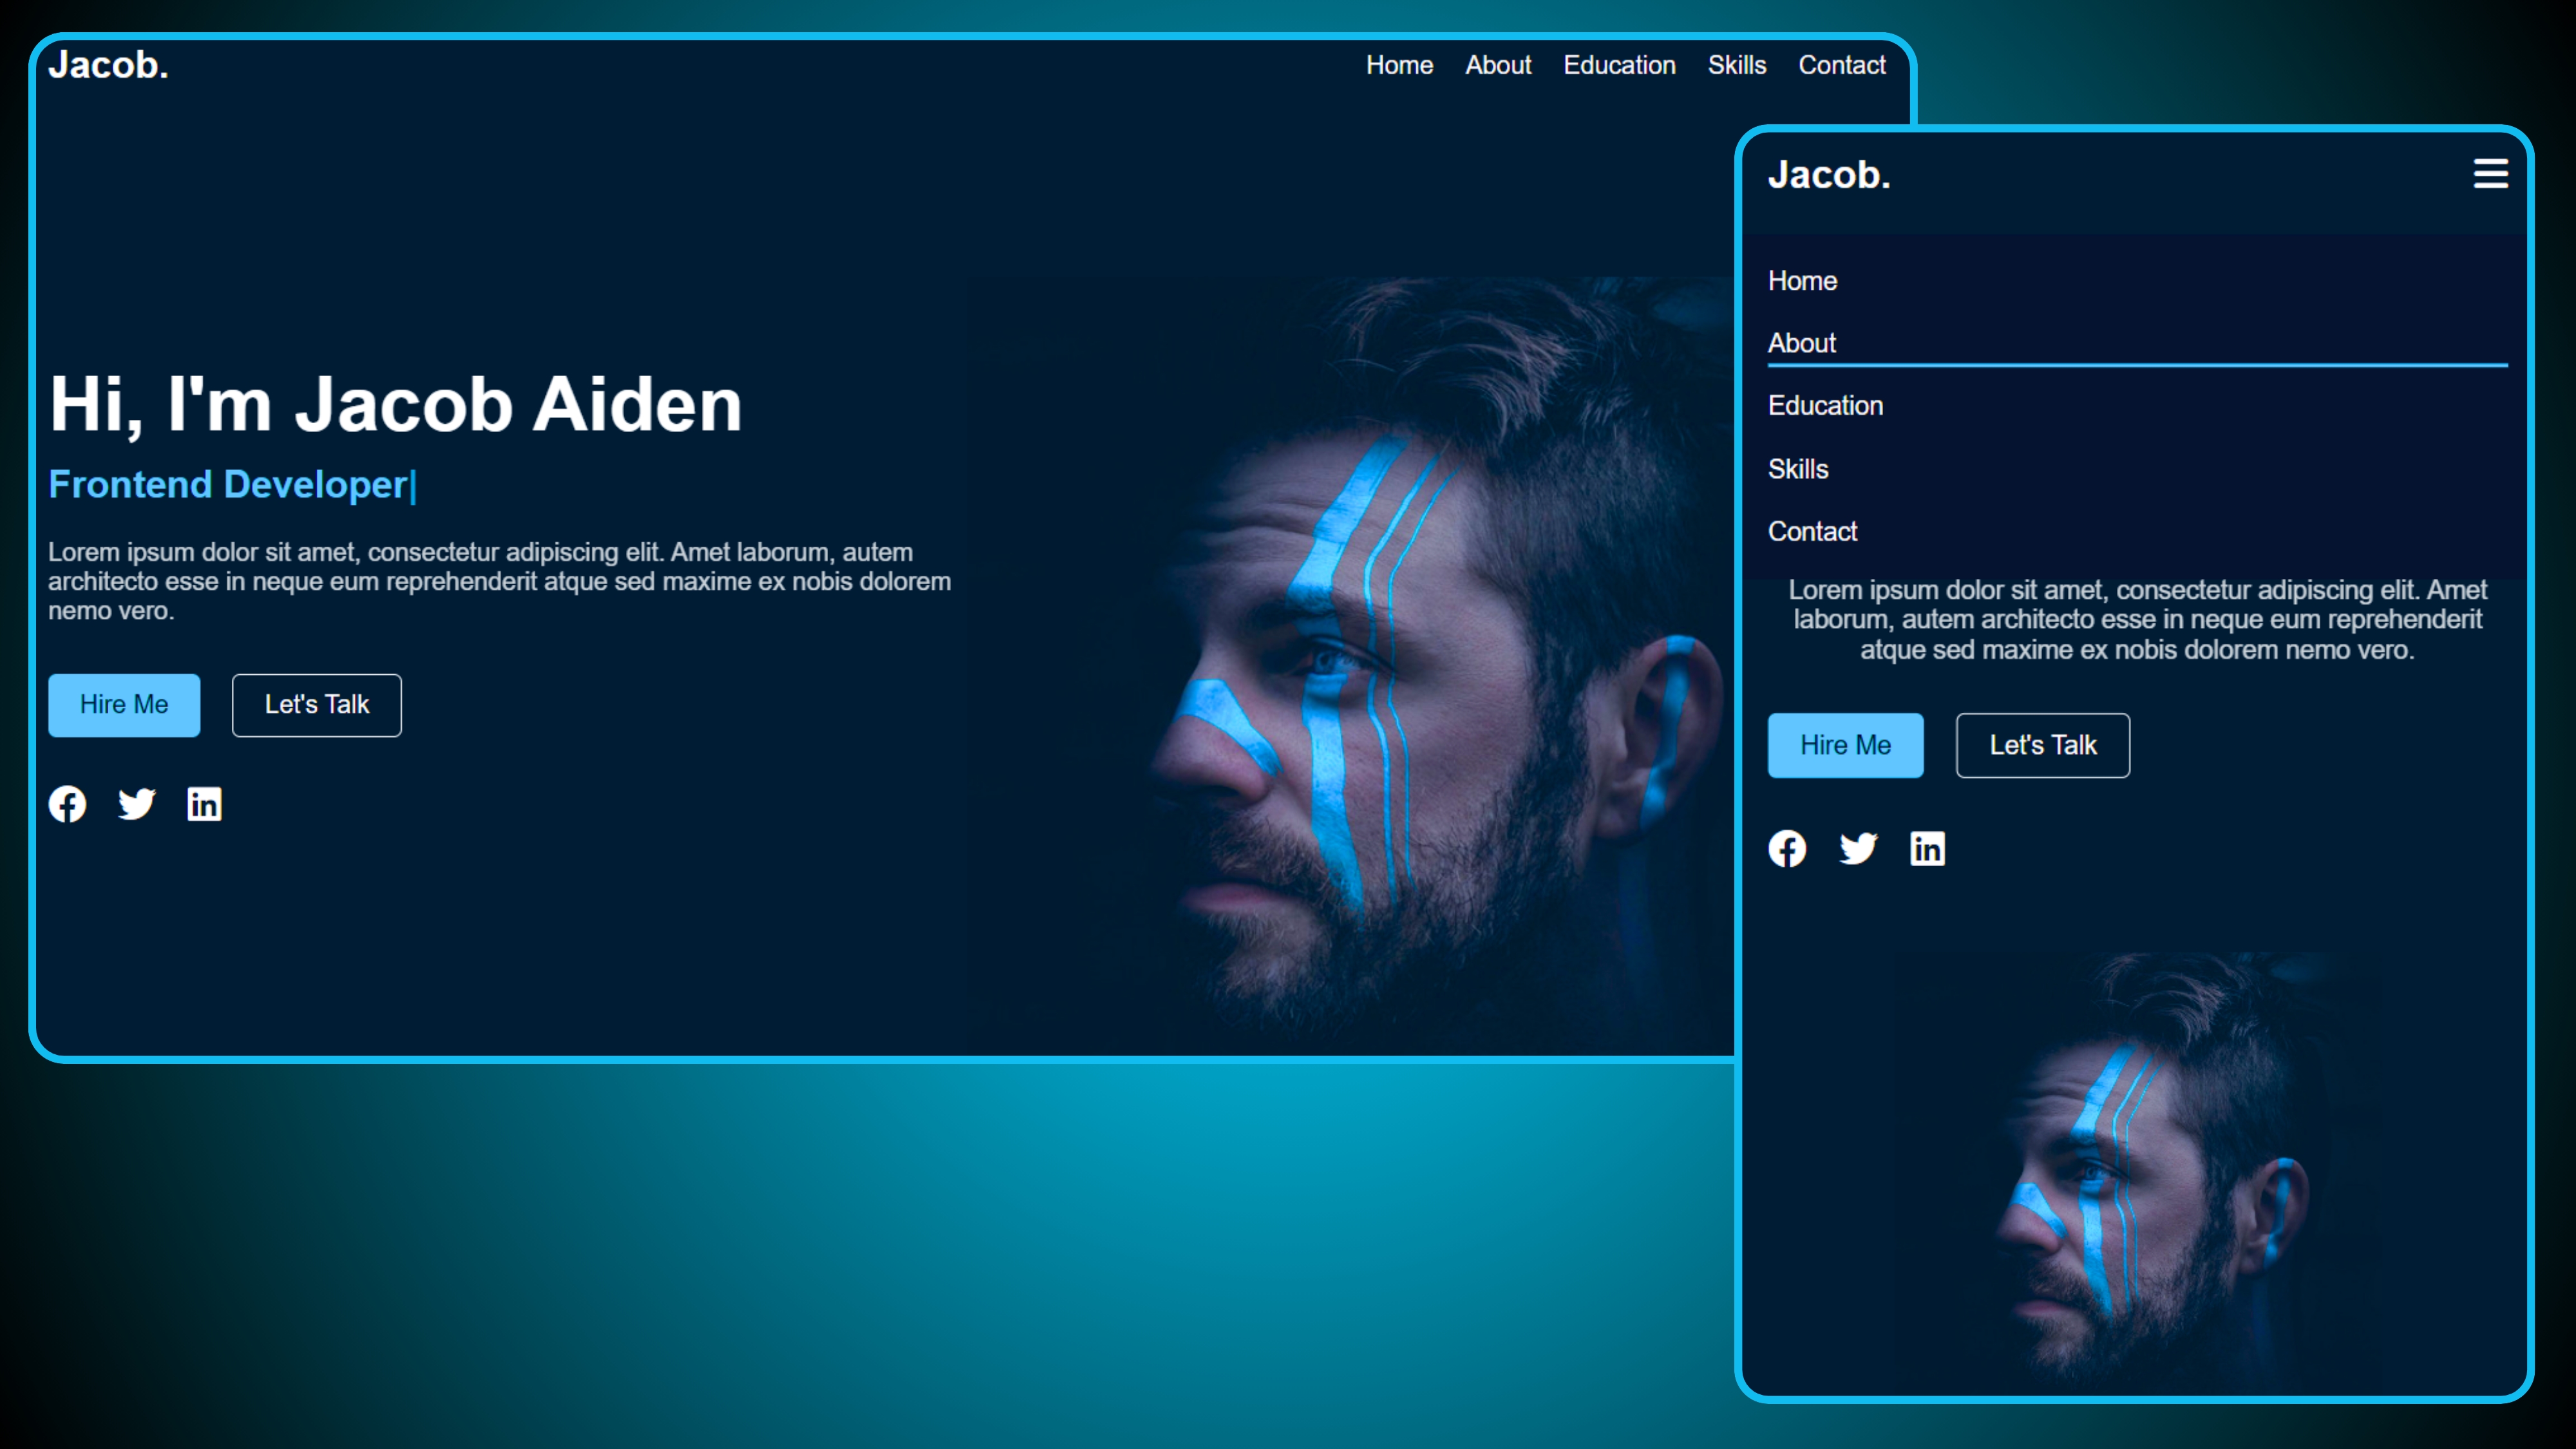 Jacob.
Home About Education Skills Contact
Hi, I'm Jacob Aiden
Frontend Developer|
Lorem ipsum dolor sit amet, consectetur adipiscing elit. Amet laborum, autem
architecto esse in neque eum reprehenderit atque sed maxime ex nobis dolorem
nemo vero.
Hire Me Let's Talk
Jacob.
Home
About
Education
Skills
Contact
Lorem ipsum dolor sit amet, consectetur adipiscing elit. Amet
laborum, autem architecto esse in neque eum reprehenderit
atque sed maxime ex nobis dolorem nemo vero.
Hire Me Let's Talk